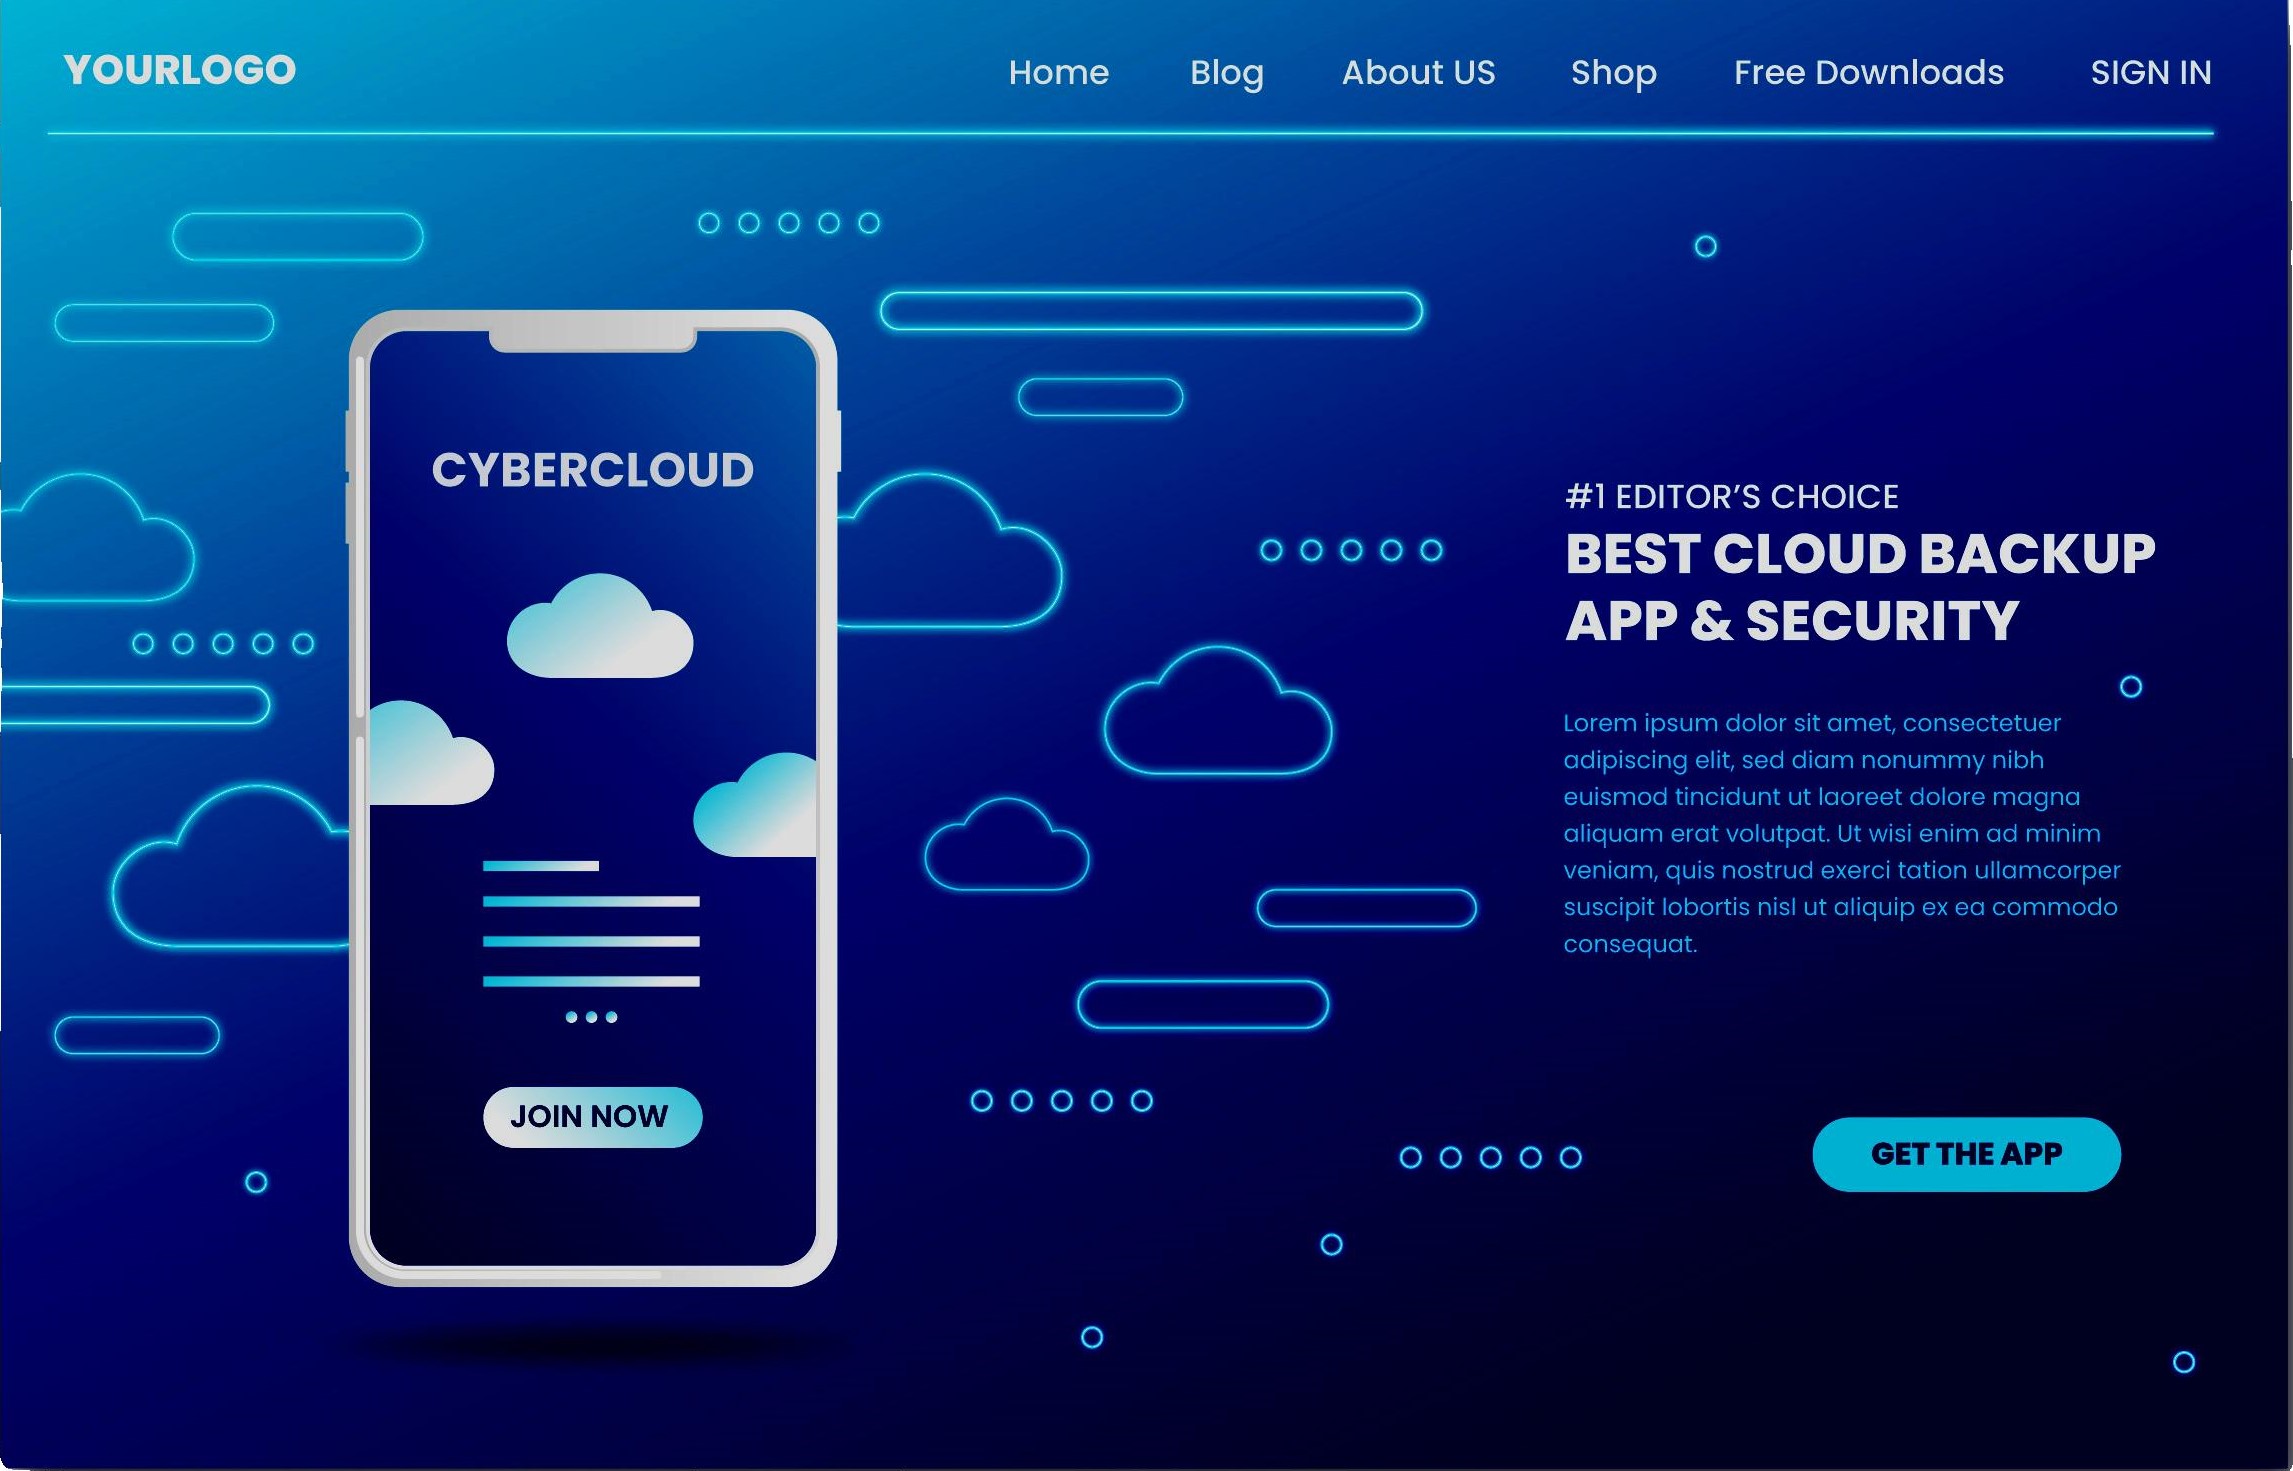 YOURLOGO
Home Blog About US Shop Free Downloads SIGN IN
CYBERCLOUD
JOIN NOW
#1 EDITOR’S CHOICE
BEST CLOUD BACKUP
APP & SECURITY
Lorem ipsum dolor sit amet, consectetuer
adipiscing elit, sed diam nonummy nibh
euismod tincidunt ut laoreet dolore magna
aliquam erat volutpat. Ut wisi enim ad minim
veniam, quis nostrud exerci tation ullamcorper
suscipit lobortis nisl ut aliquip ex ea commodo
consequat.
GET THE APP